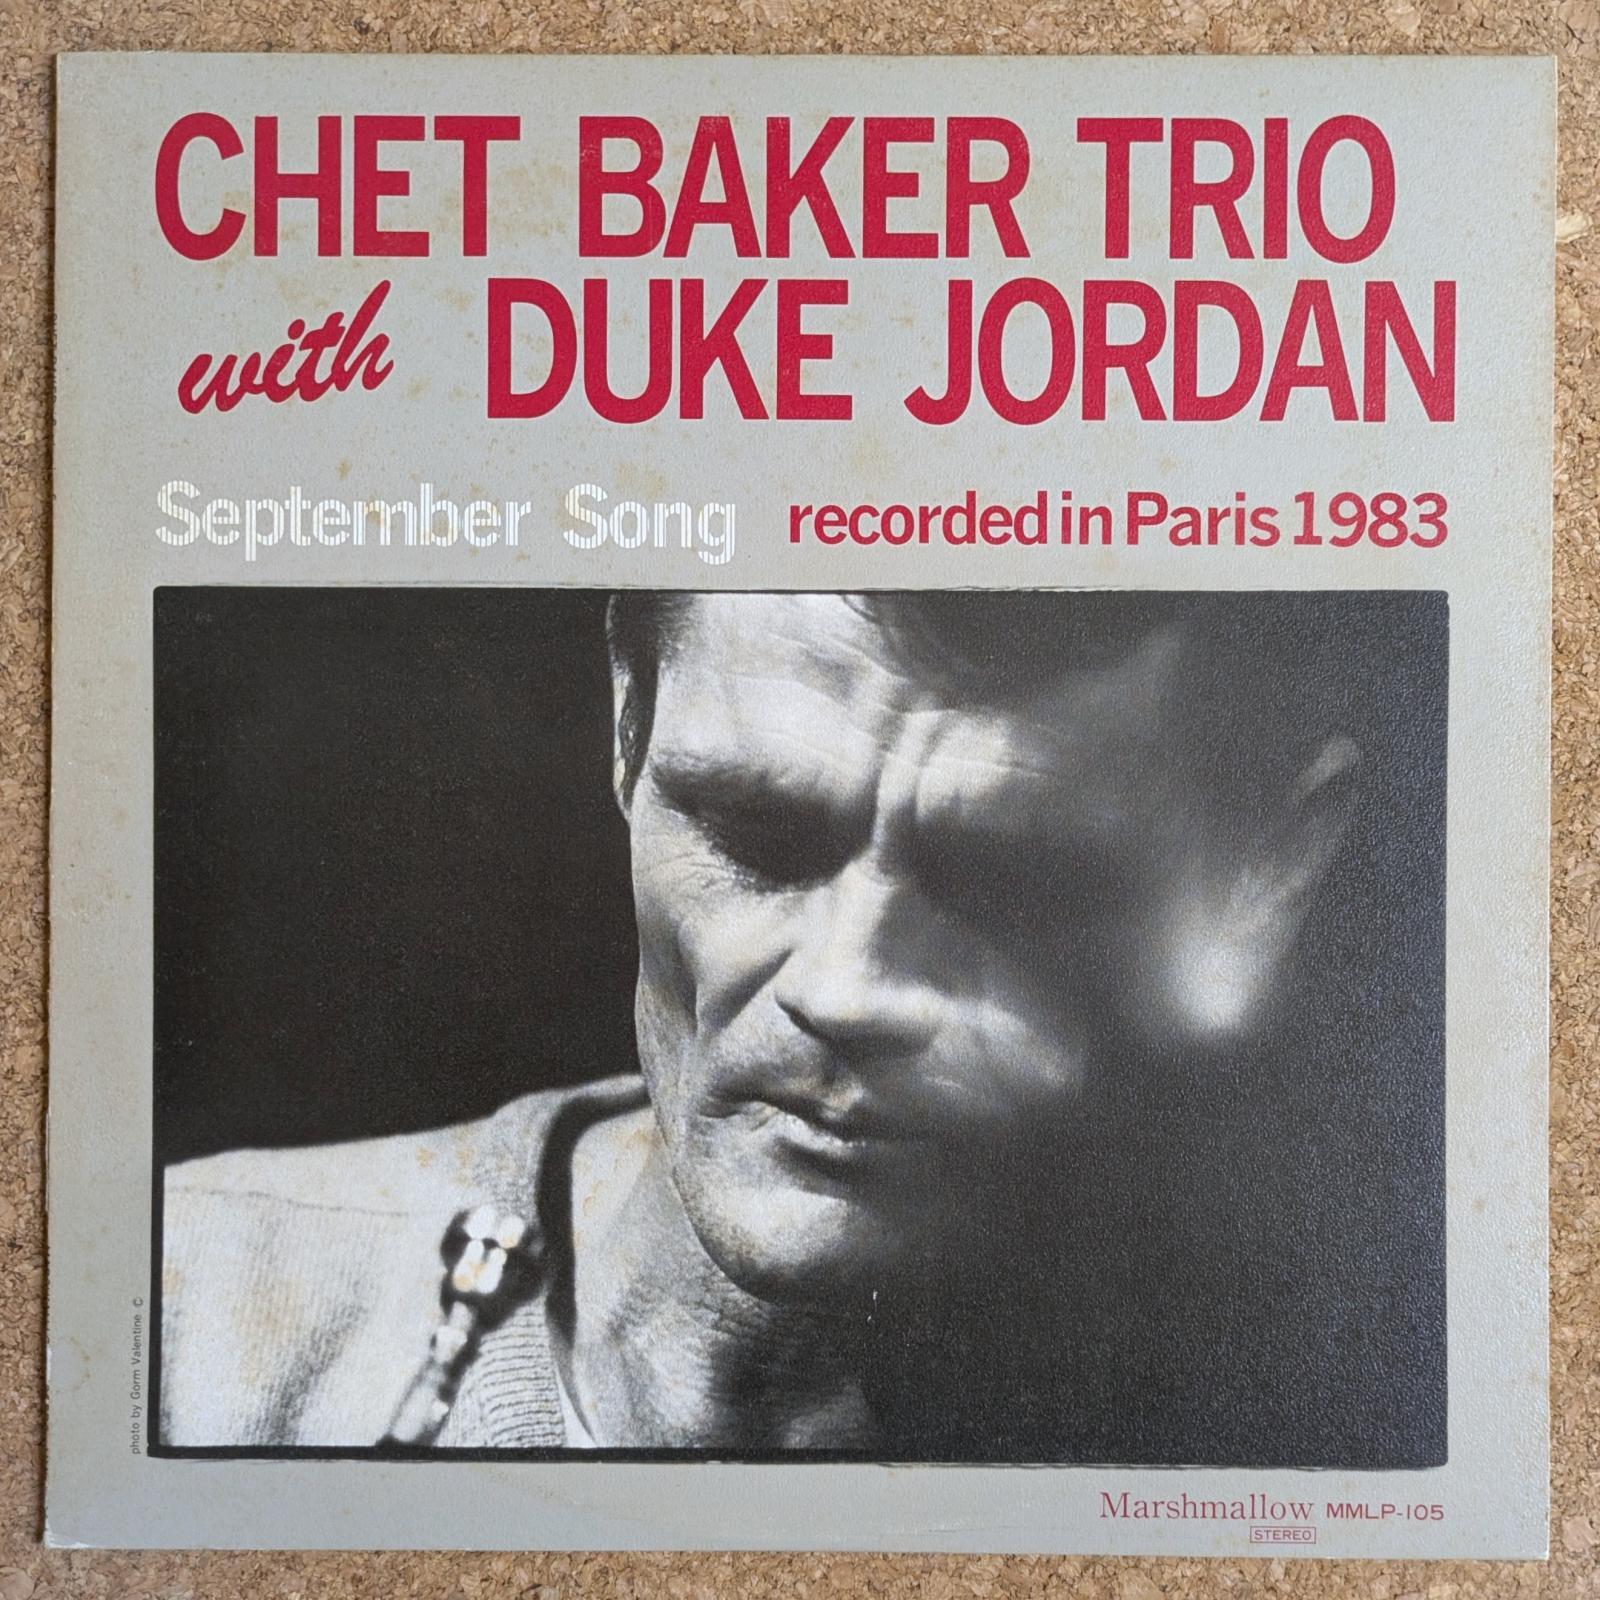 CHET BAKER TRIO
with DUKE JORDAN
September Song recorded in Paris 1983
photo by Gorm Valentine ©
Marshmallow MMLP-105
STEREO